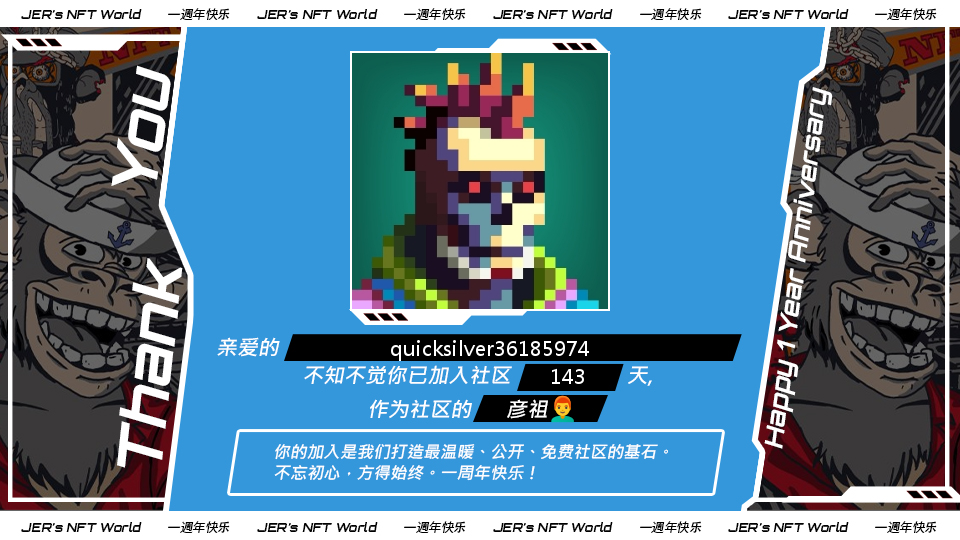 JER's NFT World 一週年快乐 JER's NFT World 一週年快乐 JER's NFT World 一週年快乐 JER's NFT World 一週年快乐
Thank You
Happy 1 Year Anniversary
亲爱的 quicksilver36185974
不知不觉你已加入社区 143 天,
作为社区的 彦祖
你的加入是我们打造最温暖、公开、免费社区的基石。
不忘初心，方得始终。一周年快乐！
JER's NFT World 一週年快乐 JER's NFT World 一週年快乐 JER's NFT World 一週年快乐 JER's NFT World 一週年快乐